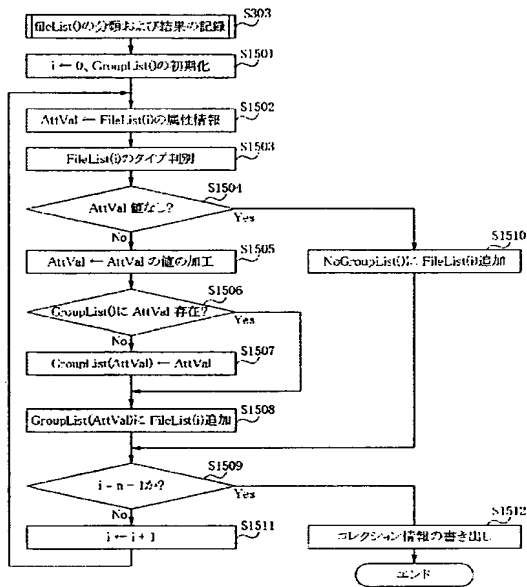 S303
fileList()の分類および結果の記録
S1501
i ← 0、GroupList()の初期化
S1502
AttVal ← FileList(i)の属性情報
S1503
FileList(i)のタイプ判別
S1504
AttVal 値なし?
Yes
No
S1505
AttVal ← AttVal の値の加工
S1510
NoGroupList()に FileList(i)追加
S1506
GroupList()に AttVal 存在?
Yes
No
S1507
GroupList(AttVal) ← AttVal
S1508
GroupList(AttVal)に FileList(i)追加
S1509
i = n - 1か?
Yes
No
S1511
i ← i + 1
S1512
コレクション情報の書き出し
エンド